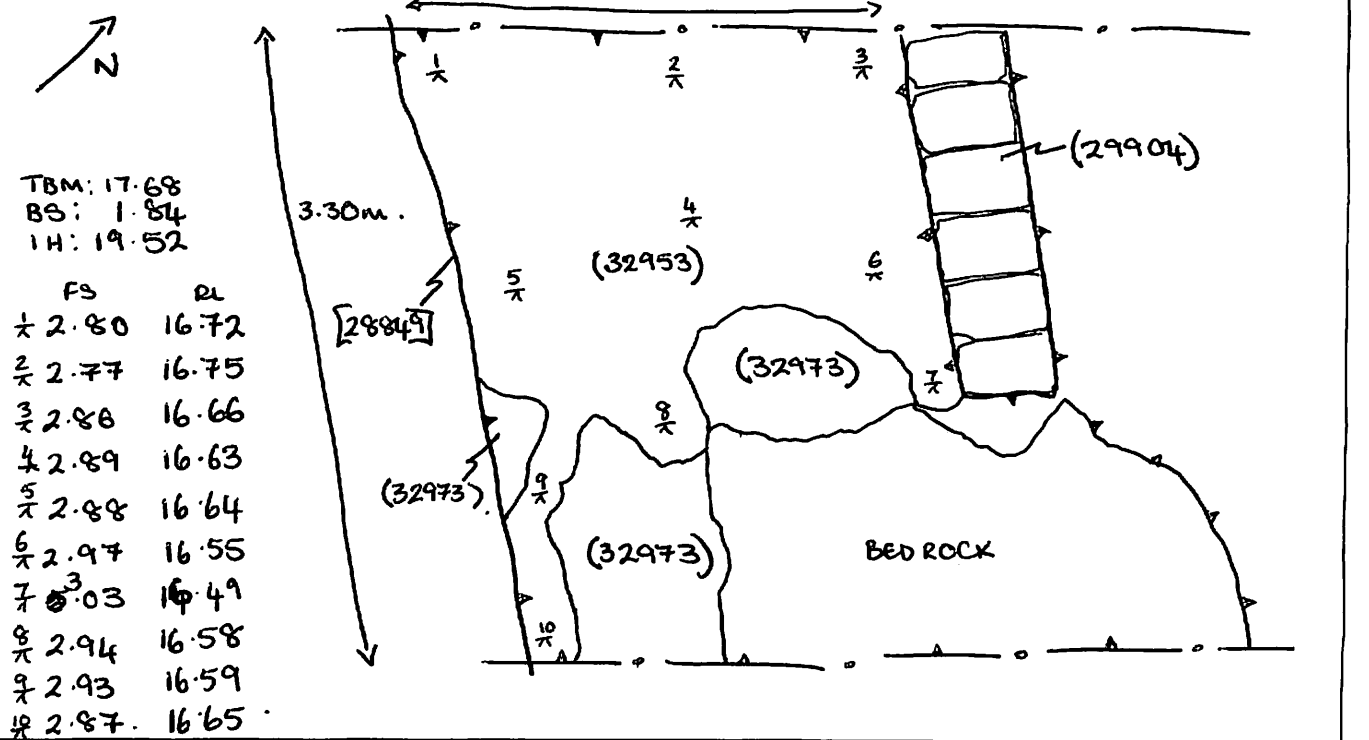 N
TBM: 17.68
BS: 1.84
IH: 19.52
FS RL
1 2.80 16.72
2 2.77 16.75
3 2.86 16.66
4 2.89 16.63
5 2.88 16.64
6 2.97 16.55
7 3.03 16.49
8 2.94 16.58
9 2.93 16.59
10 2.87. 16.65
3.30m.
1
2
3
(29904)
4
(32953)
5
6
[28849]
(32973)
7
8
(32973)
9
(32973)
BEDROCK
10